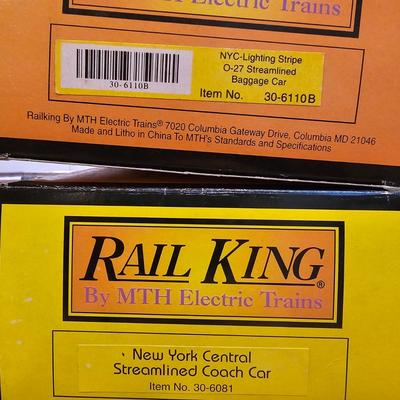 By MTH Electric Trains
NYC-Lighting Stripe
O-27 Streamlined
Baggage Car
30-6110B
Item No. 30-6110B
Railking By MTH Electric Trains® 7020 Columbia Gateway Drive, Columbia MD 21046
Made and Litho in China To MTH's Standards and Specifications
RAIL KING®
By MTH Electric Trains
New York Central
Streamlined Coach Car
Item No. 30-6081